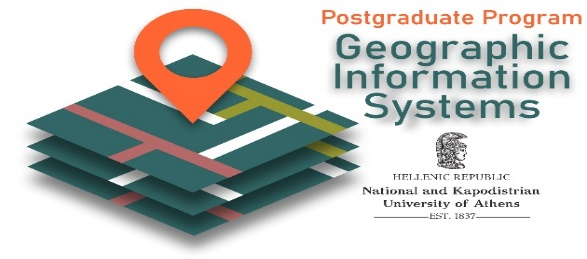 Postgraduate Program
Geographic
Information
Systems
HELLENIC REPUBLIC
National and Kapodistrian
University of Athens
EST. 1837